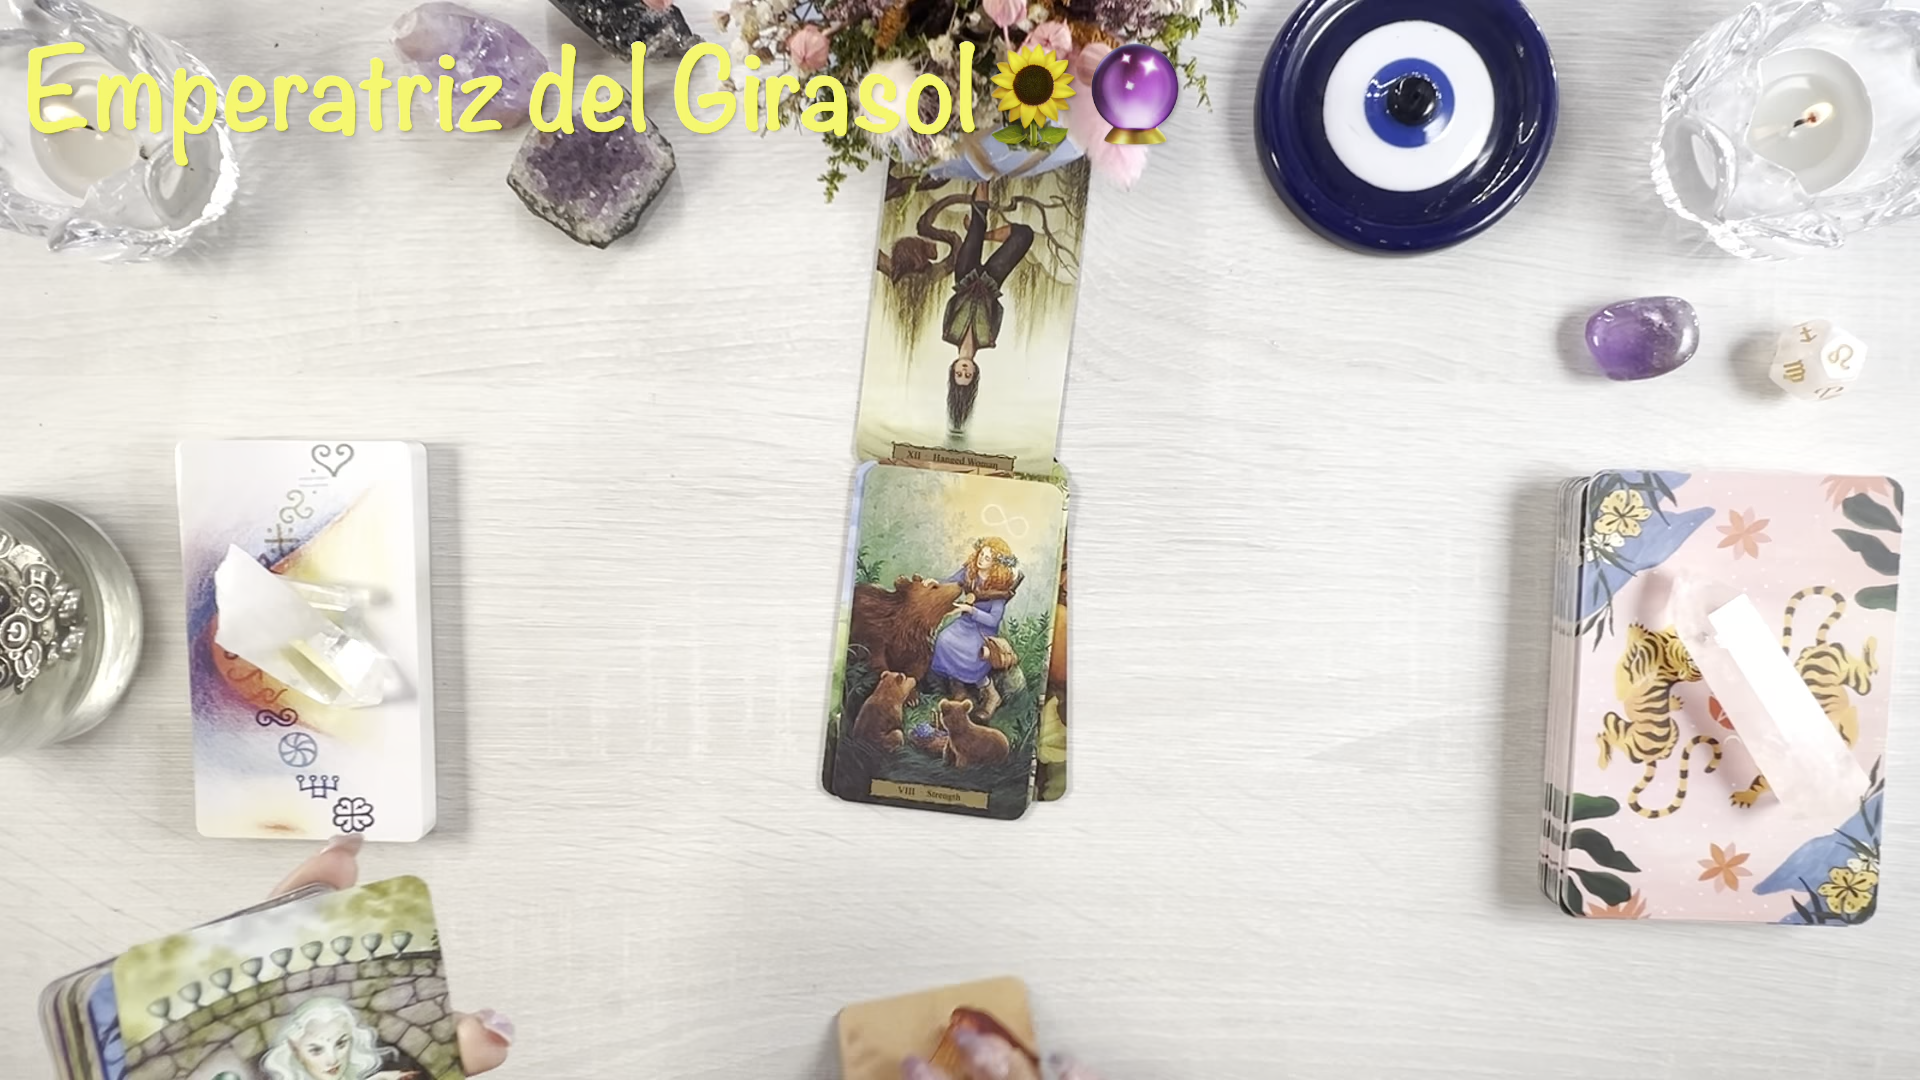 Emperatriz del Girasol🌻🔮
XII Hanged Woman
VIII Strength